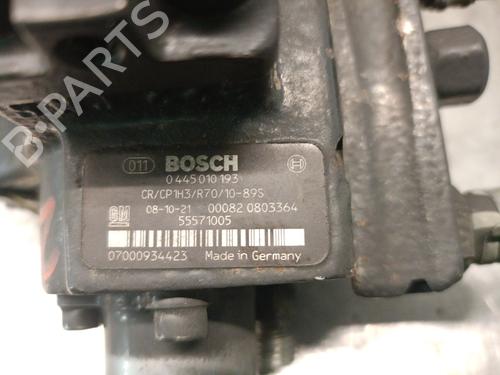 B-PARTS
011 BOSCH
0 445 010 193
CR/CP1H3/R70/10-89S
GM 08-10-21 00082 0803364
55571005
07000934423 Made in Germany